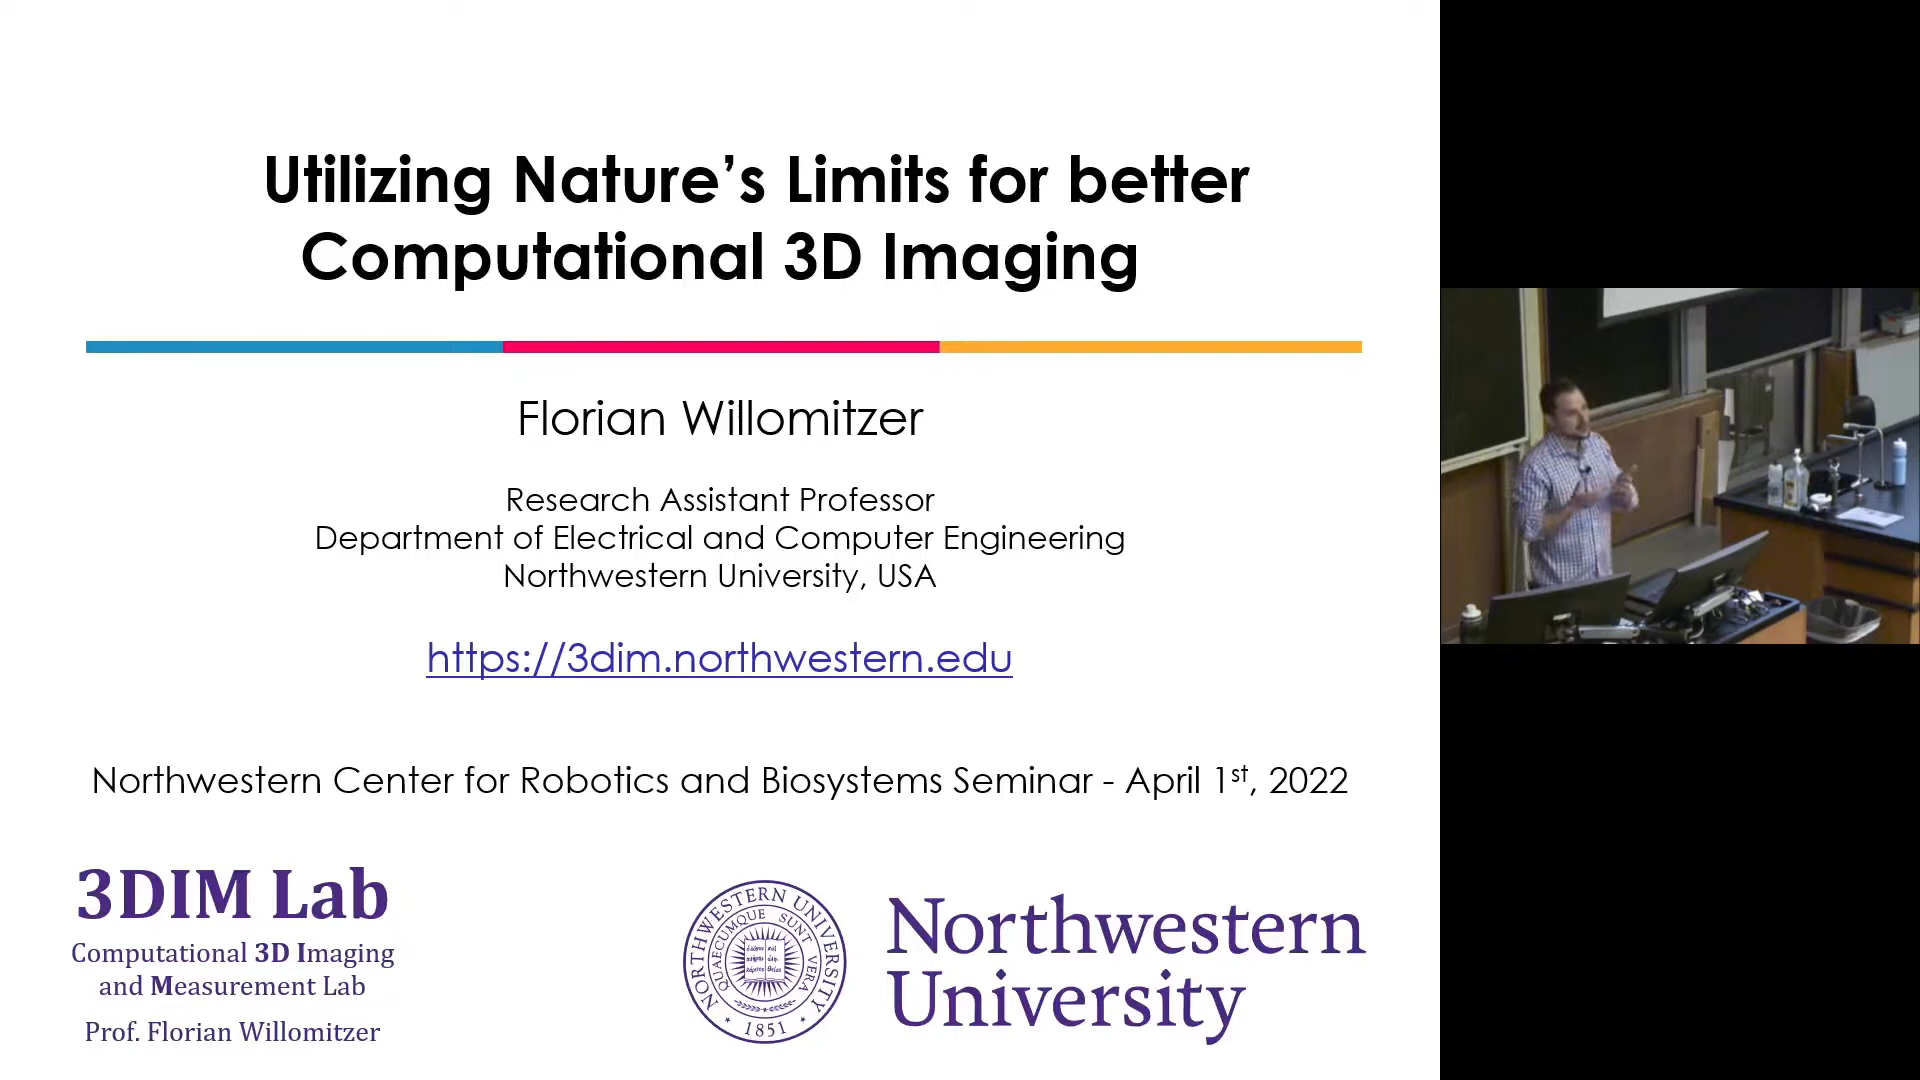 Utilizing Nature’s Limits for better
Computational 3D Imaging
Florian Willomitzer
Research Assistant Professor
Department of Electrical and Computer Engineering
Northwestern University, USA
https://3dim.northwestern.edu
Northwestern Center for Robotics and Biosystems Seminar - April 1st, 2022
3DIM Lab
Computational 3D Imaging
and Measurement Lab
Prof. Florian Willomitzer
NORTHWESTERN UNIVERSITY
QUAECUMQUE SUNT VERA
1851
Northwestern
University